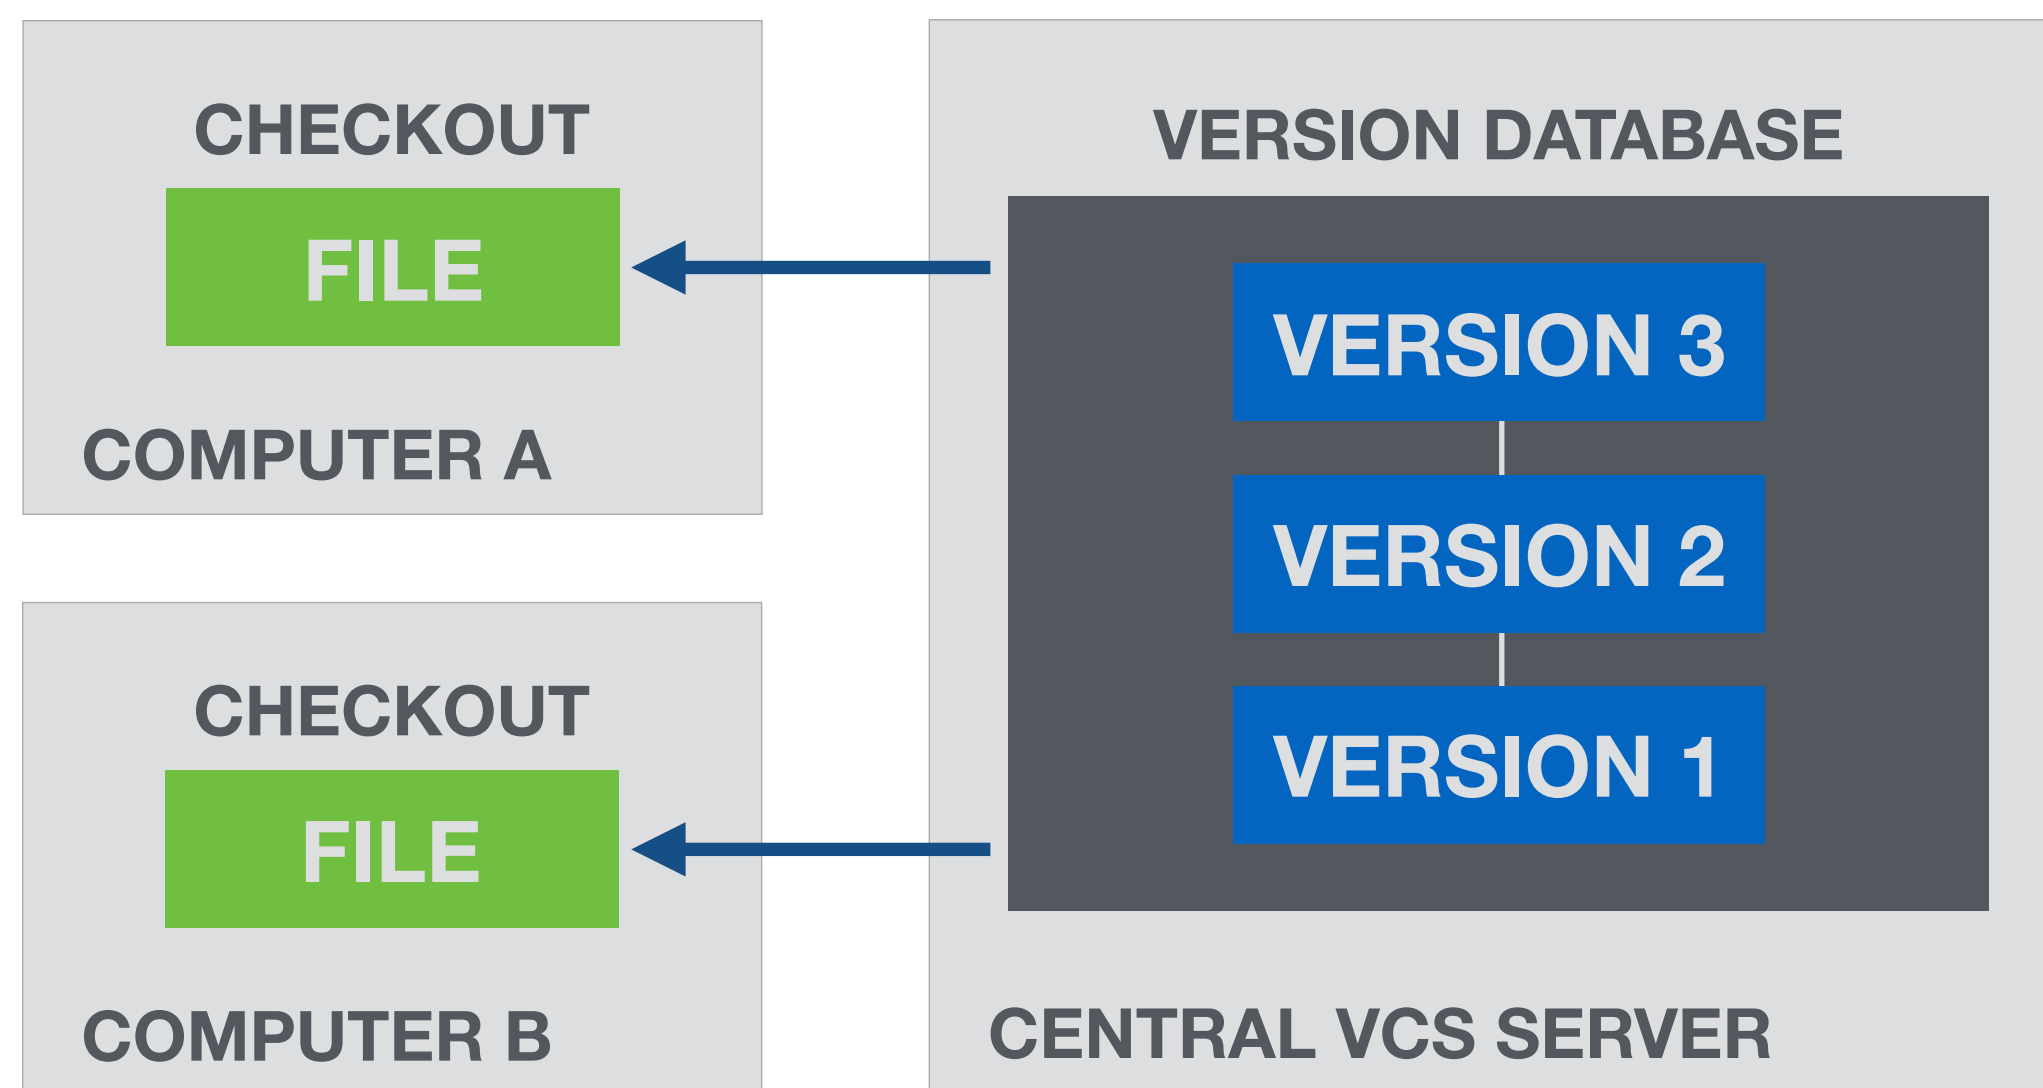 CHECKOUT
FILE
COMPUTER A
CHECKOUT
FILE
COMPUTER B
VERSION DATABASE
VERSION 3
VERSION 2
VERSION 1
CENTRAL VCS SERVER